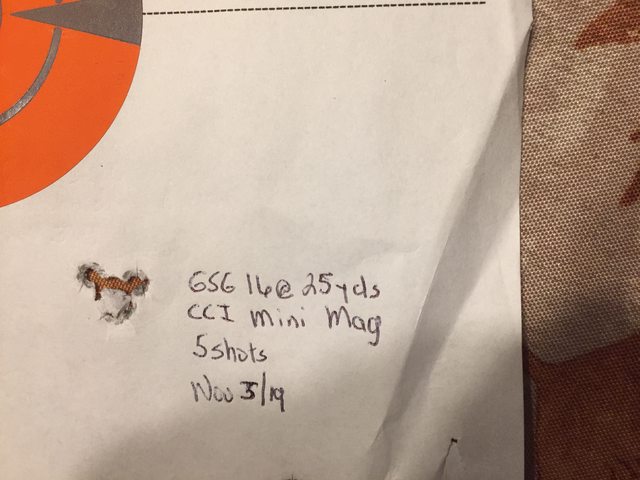 GSG 16 @ 25 yds
CCI Mini Mag
5 shots
Nov 3/19